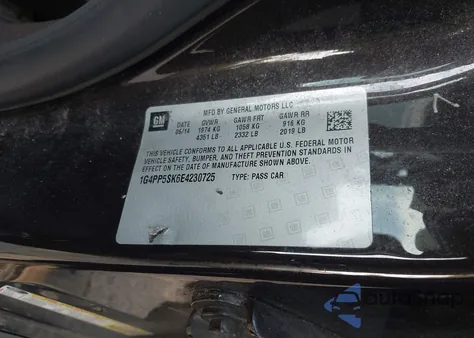 GM
MFD BY GENERAL MOTORS LLC
DATE GVWR GAWR FRT GAWR RR
06/14 1974 KG 1058 KG 916 KG
4351 LB 2332 LB 2019 LB
THIS VEHICLE CONFORMS TO ALL APPLICABLE U.S. FEDERAL MOTOR
VEHICLE SAFETY, BUMPER, AND THEFT PREVENTION STANDARDS IN
EFFECT ON THE DATE OF MANUFACTURE SHOWN ABOVE.
1G4PP5SK6E4230725 TYPE: PASS CAR
autoshop